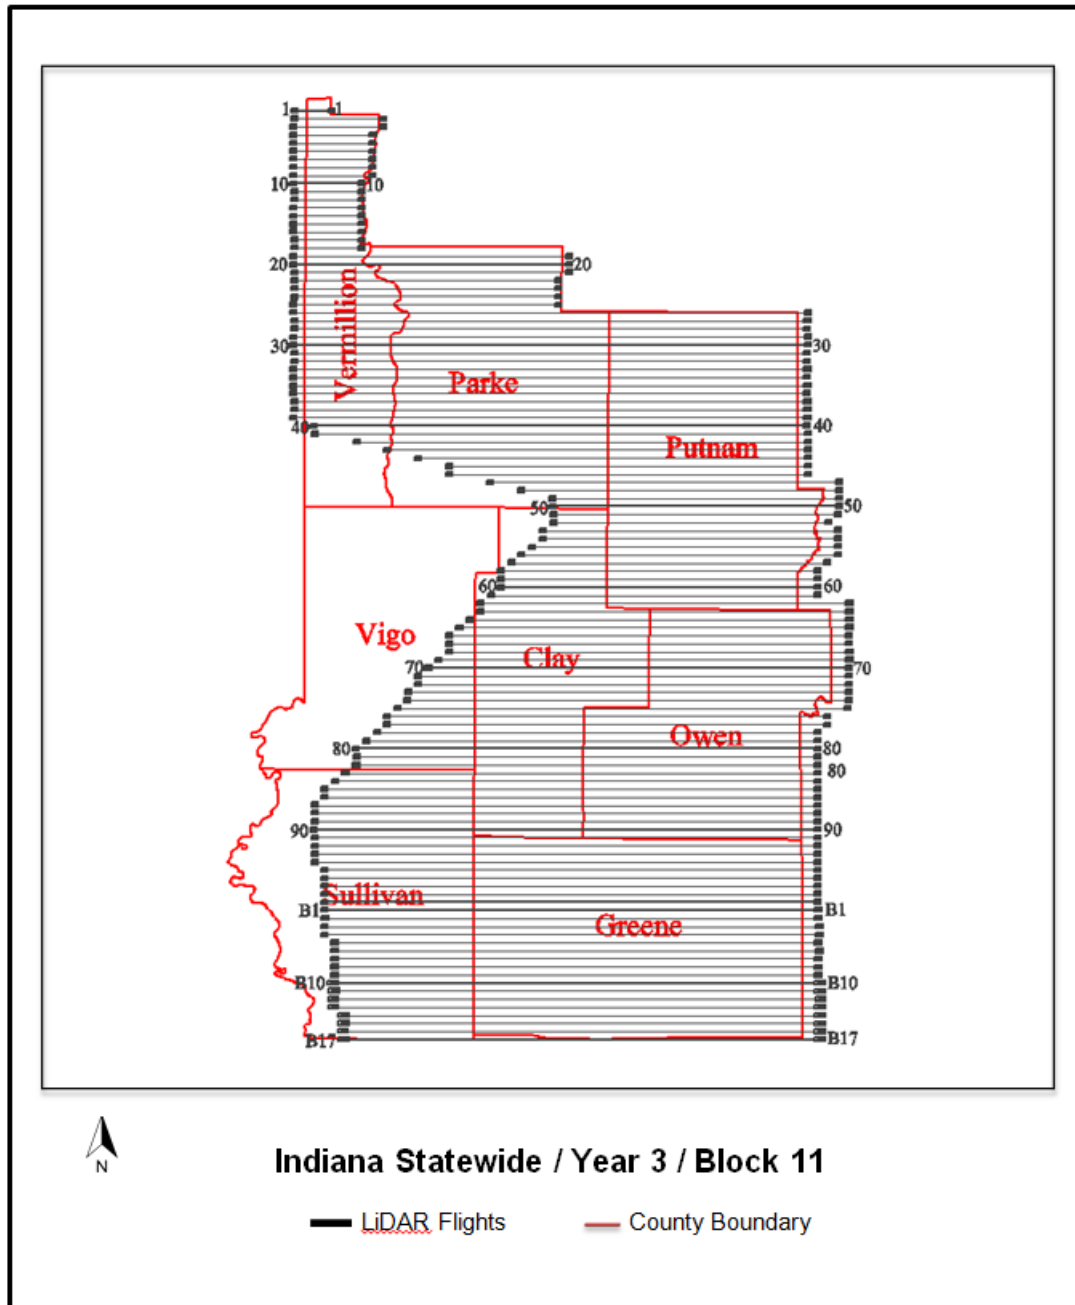 1 1
10 10
20 20
Vermillion
30 30
Parke
40 40
Putnam
50 50
60 60
Vigo
Clay
70 70
Owen
80 80
80
90 90
Sullivan
B1 B1
Greene
B10 B10
B17 B17
N
Indiana Statewide / Year 3 / Block 11
LiDAR Flights County Boundary